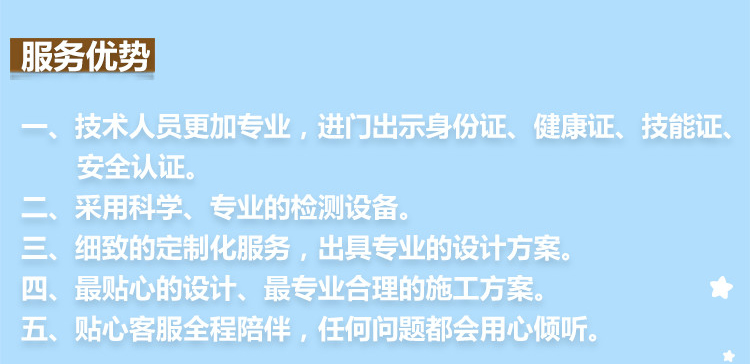 服务优势
一、技术人员更加专业，进门出示身份证、健康证、技能证、
安全认证。
二、采用科学、专业的检测设备。
三、细致的定制化服务，出具专业的设计方案。
四、最贴心的设计、最专业合理的施工方案。
五、贴心客服全程陪伴，任何问题都会用心倾听。